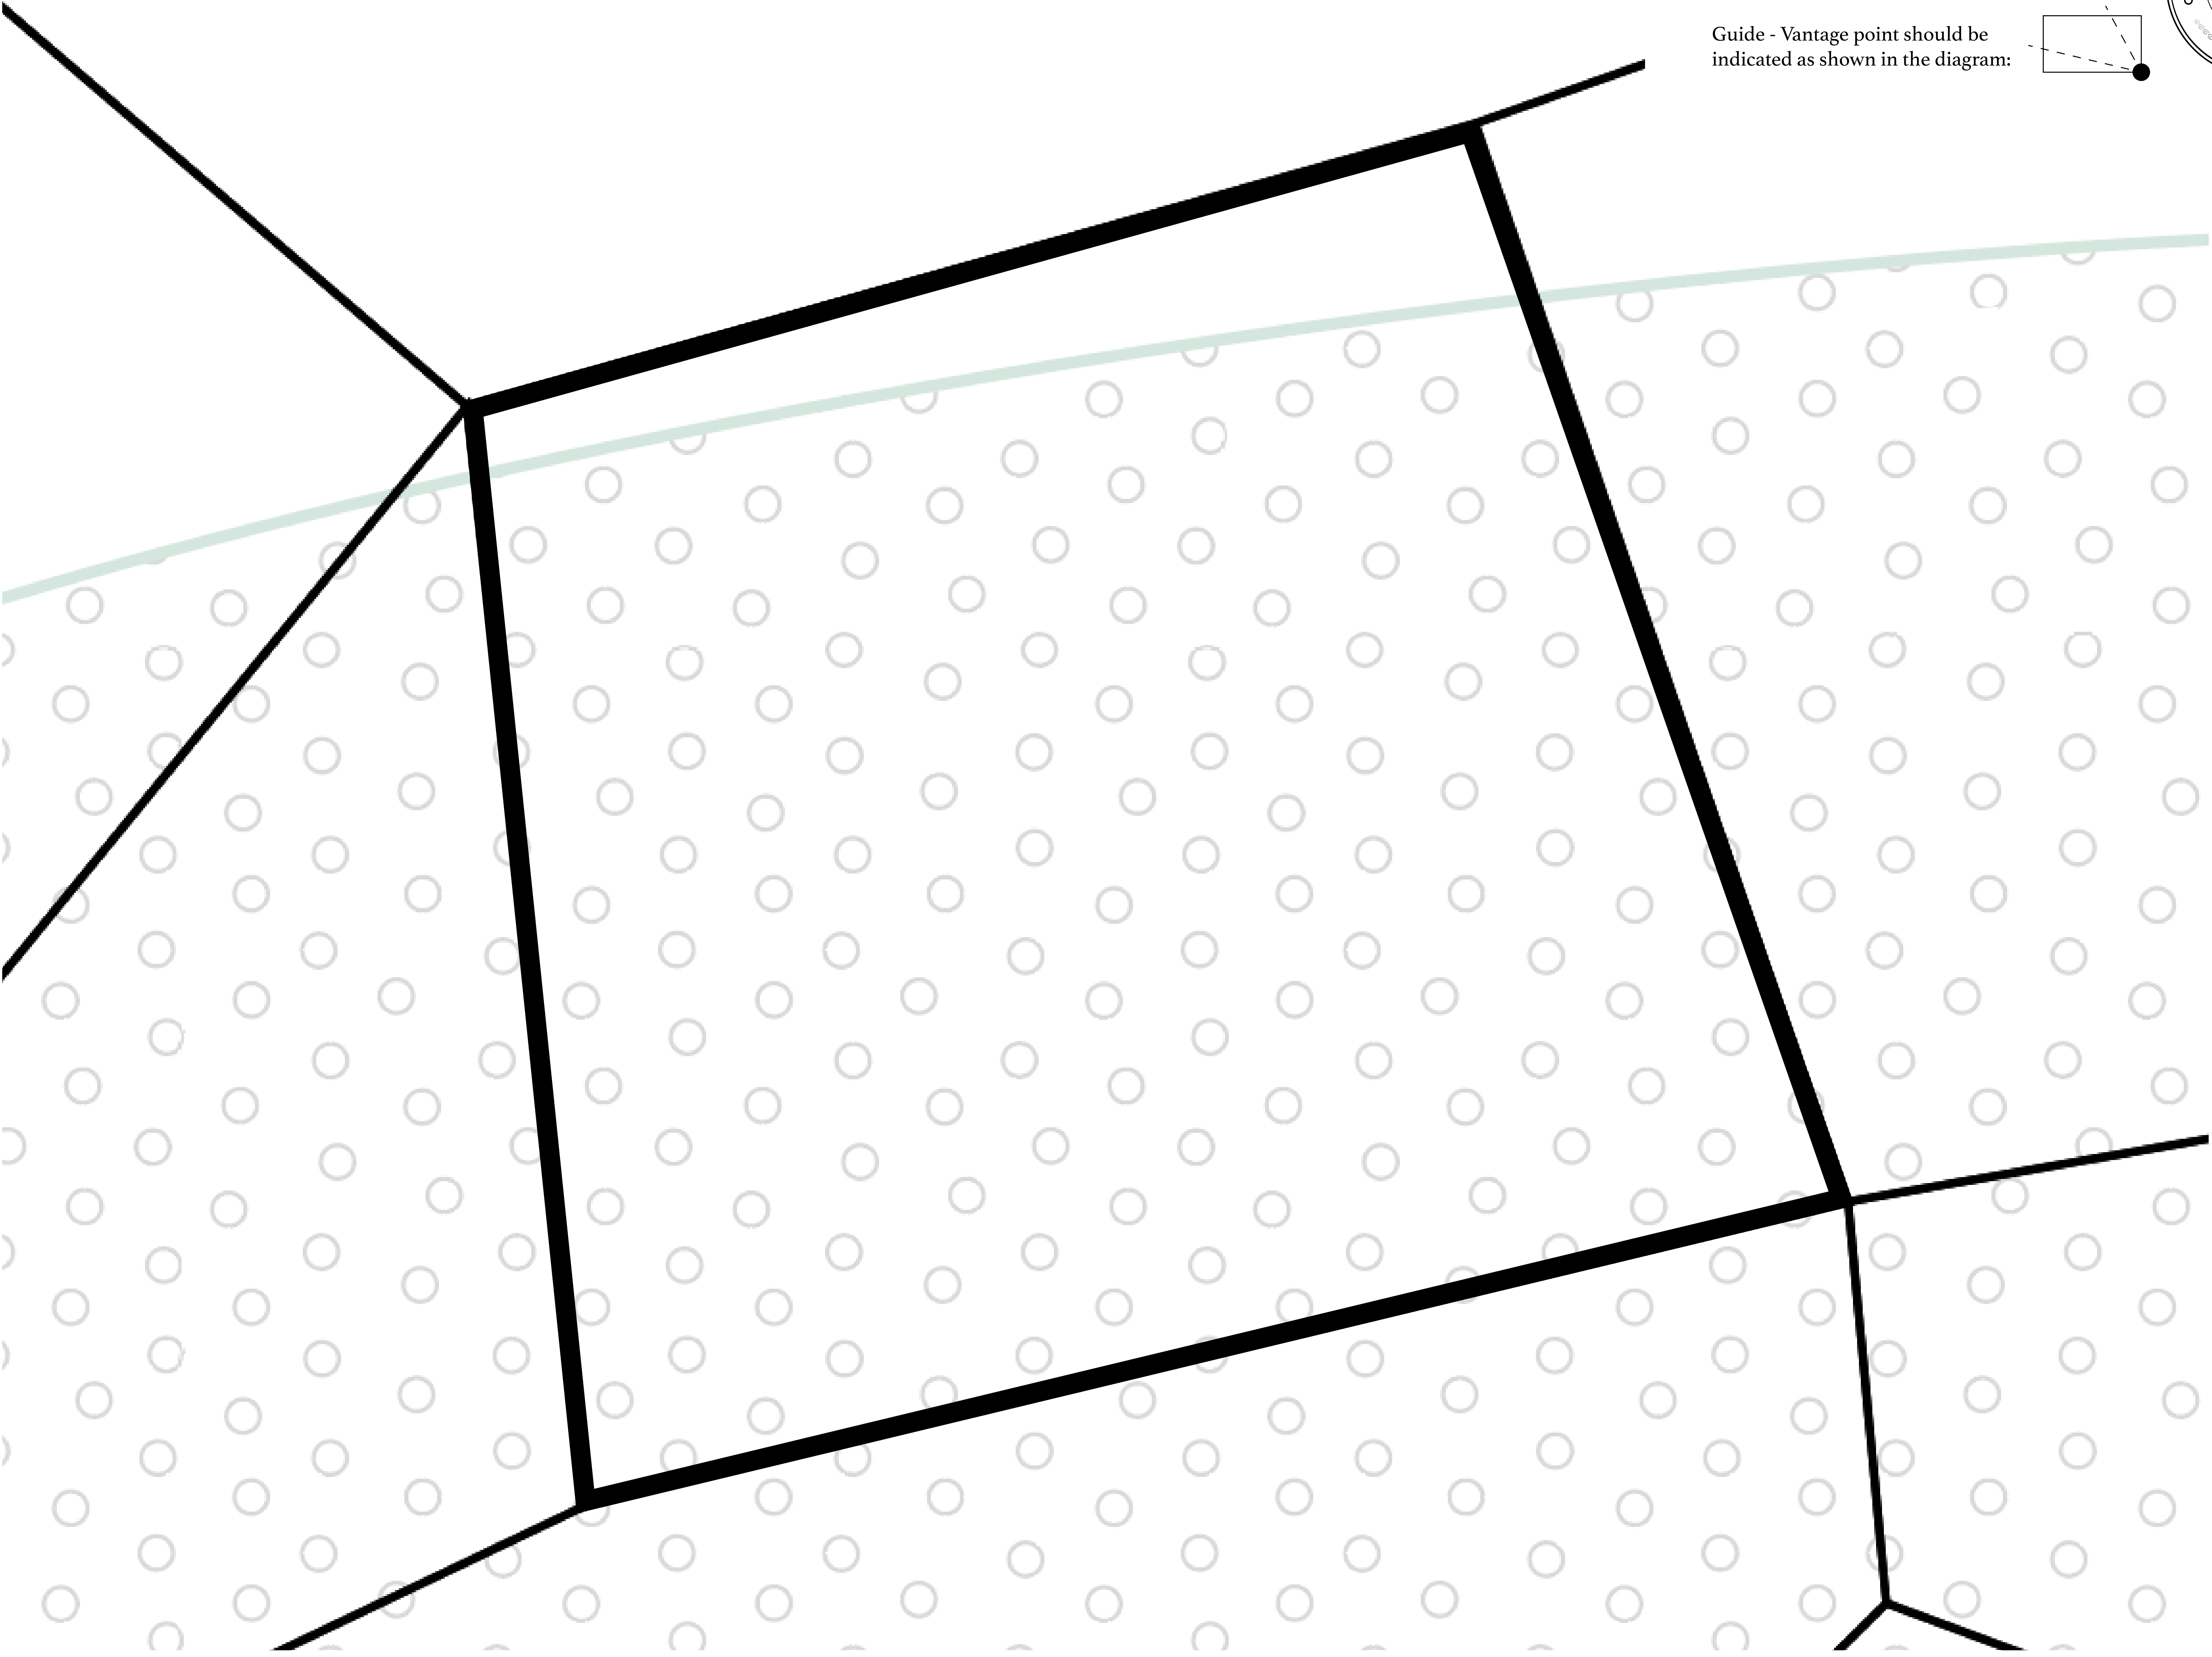 Guide - Vantage point should be
indicated as shown in the diagram: